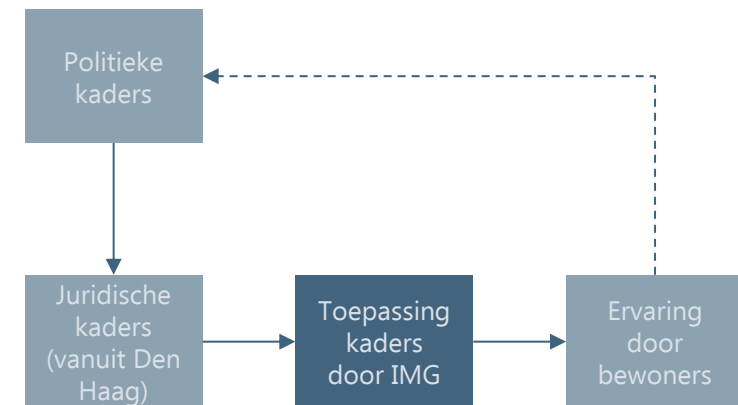 Politieke
kaders
Juridische
kaders
(vanuit Den
Haag)
Toepassing
kaders
door IMG
Ervaring
door
bewoners